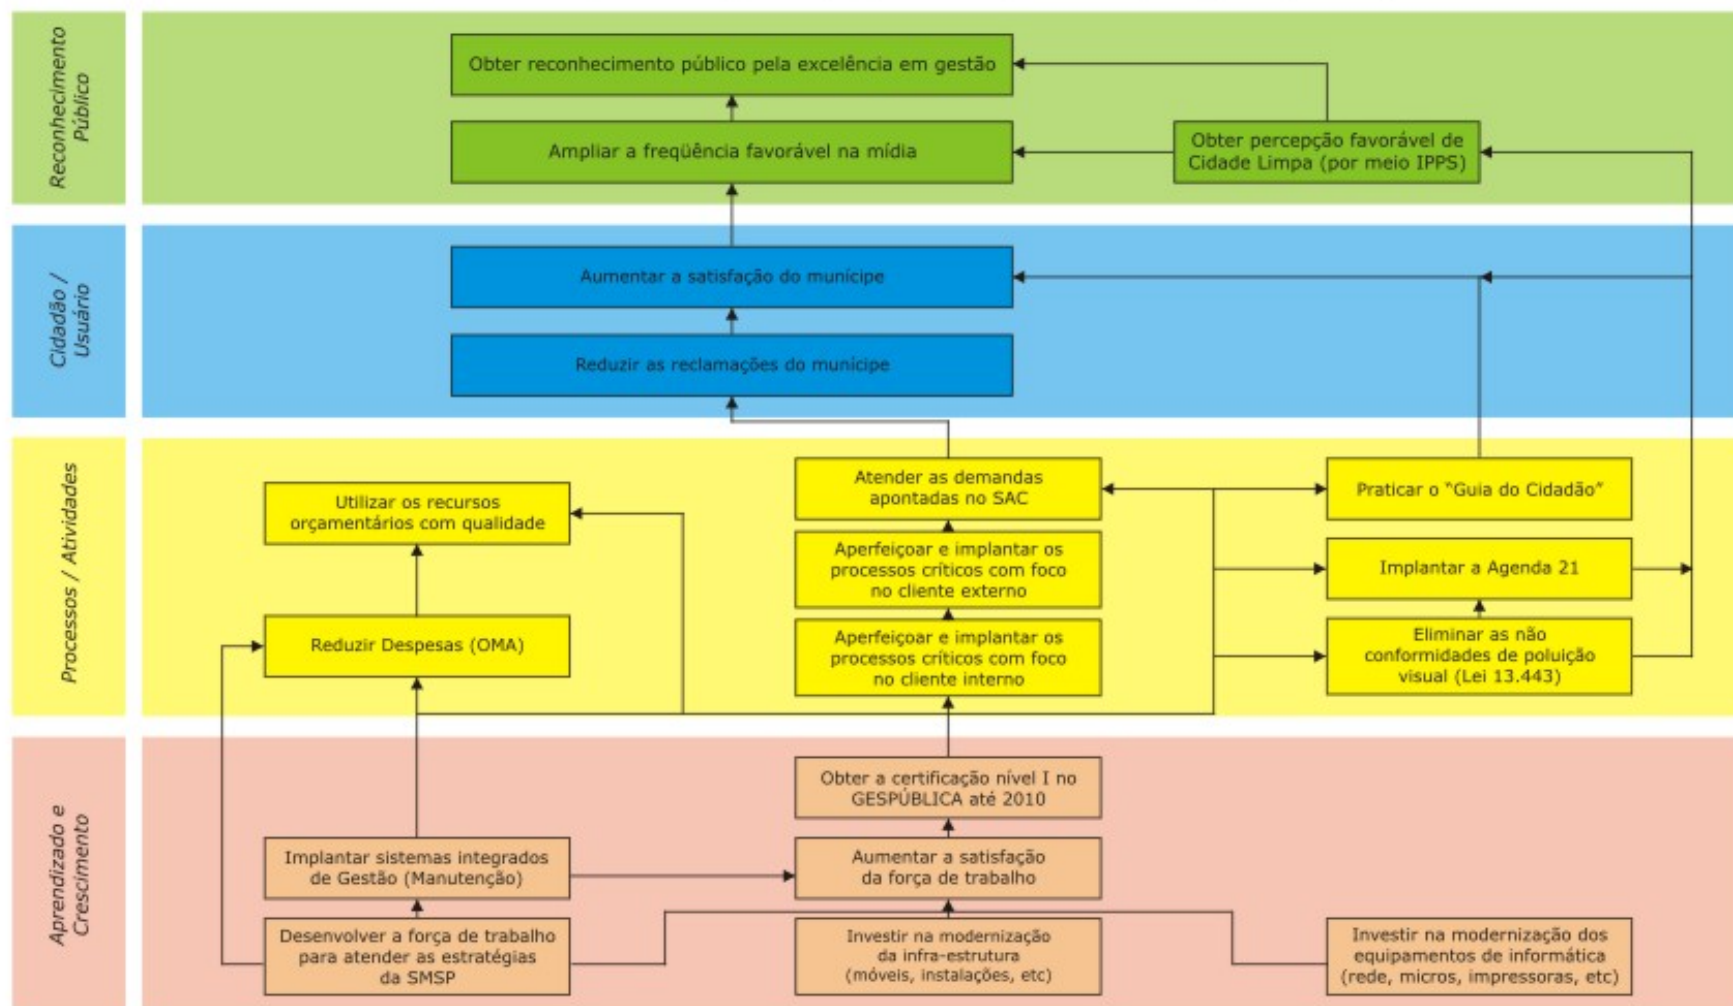 Reconhecimento
Público
Obter reconhecimento público pela excelência em gestão
Ampliar a freqüência favorável na mídia
Obter percepção favorável de
Cidade Limpa (por meio IPPS)
Cidadão /
Usuário
Aumentar a satisfação do munícipe
Reduzir as reclamações do munícipe
Processos / Atividades
Utilizar os recursos
orçamentários com qualidade
Reduzir Despesas (OMA)
Atender as demandas
apontadas no SAC
Aperfeiçoar e implantar os
processos críticos com foco
no cliente externo
Aperfeiçoar e implantar os
processos críticos com foco
no cliente interno
Praticar o “Guia do Cidadão”
Implantar a Agenda 21
Eliminar as não
conformidades de poluição
visual (Lei 13.443)
Aprendizado e
Crescimento
Obter a certificação nível I no
GESPÚBLICA até 2010
Implantar sistemas integrados
de Gestão (Manutenção)
Aumentar a satisfação
da força de trabalho
Desenvolver a força de trabalho
para atender as estratégias
da SMSP
Investir na modernização
da infra-estrutura
(móveis, instalações, etc)
Investir na modernização dos
equipamentos de informática
(rede, micros, impressoras, etc)